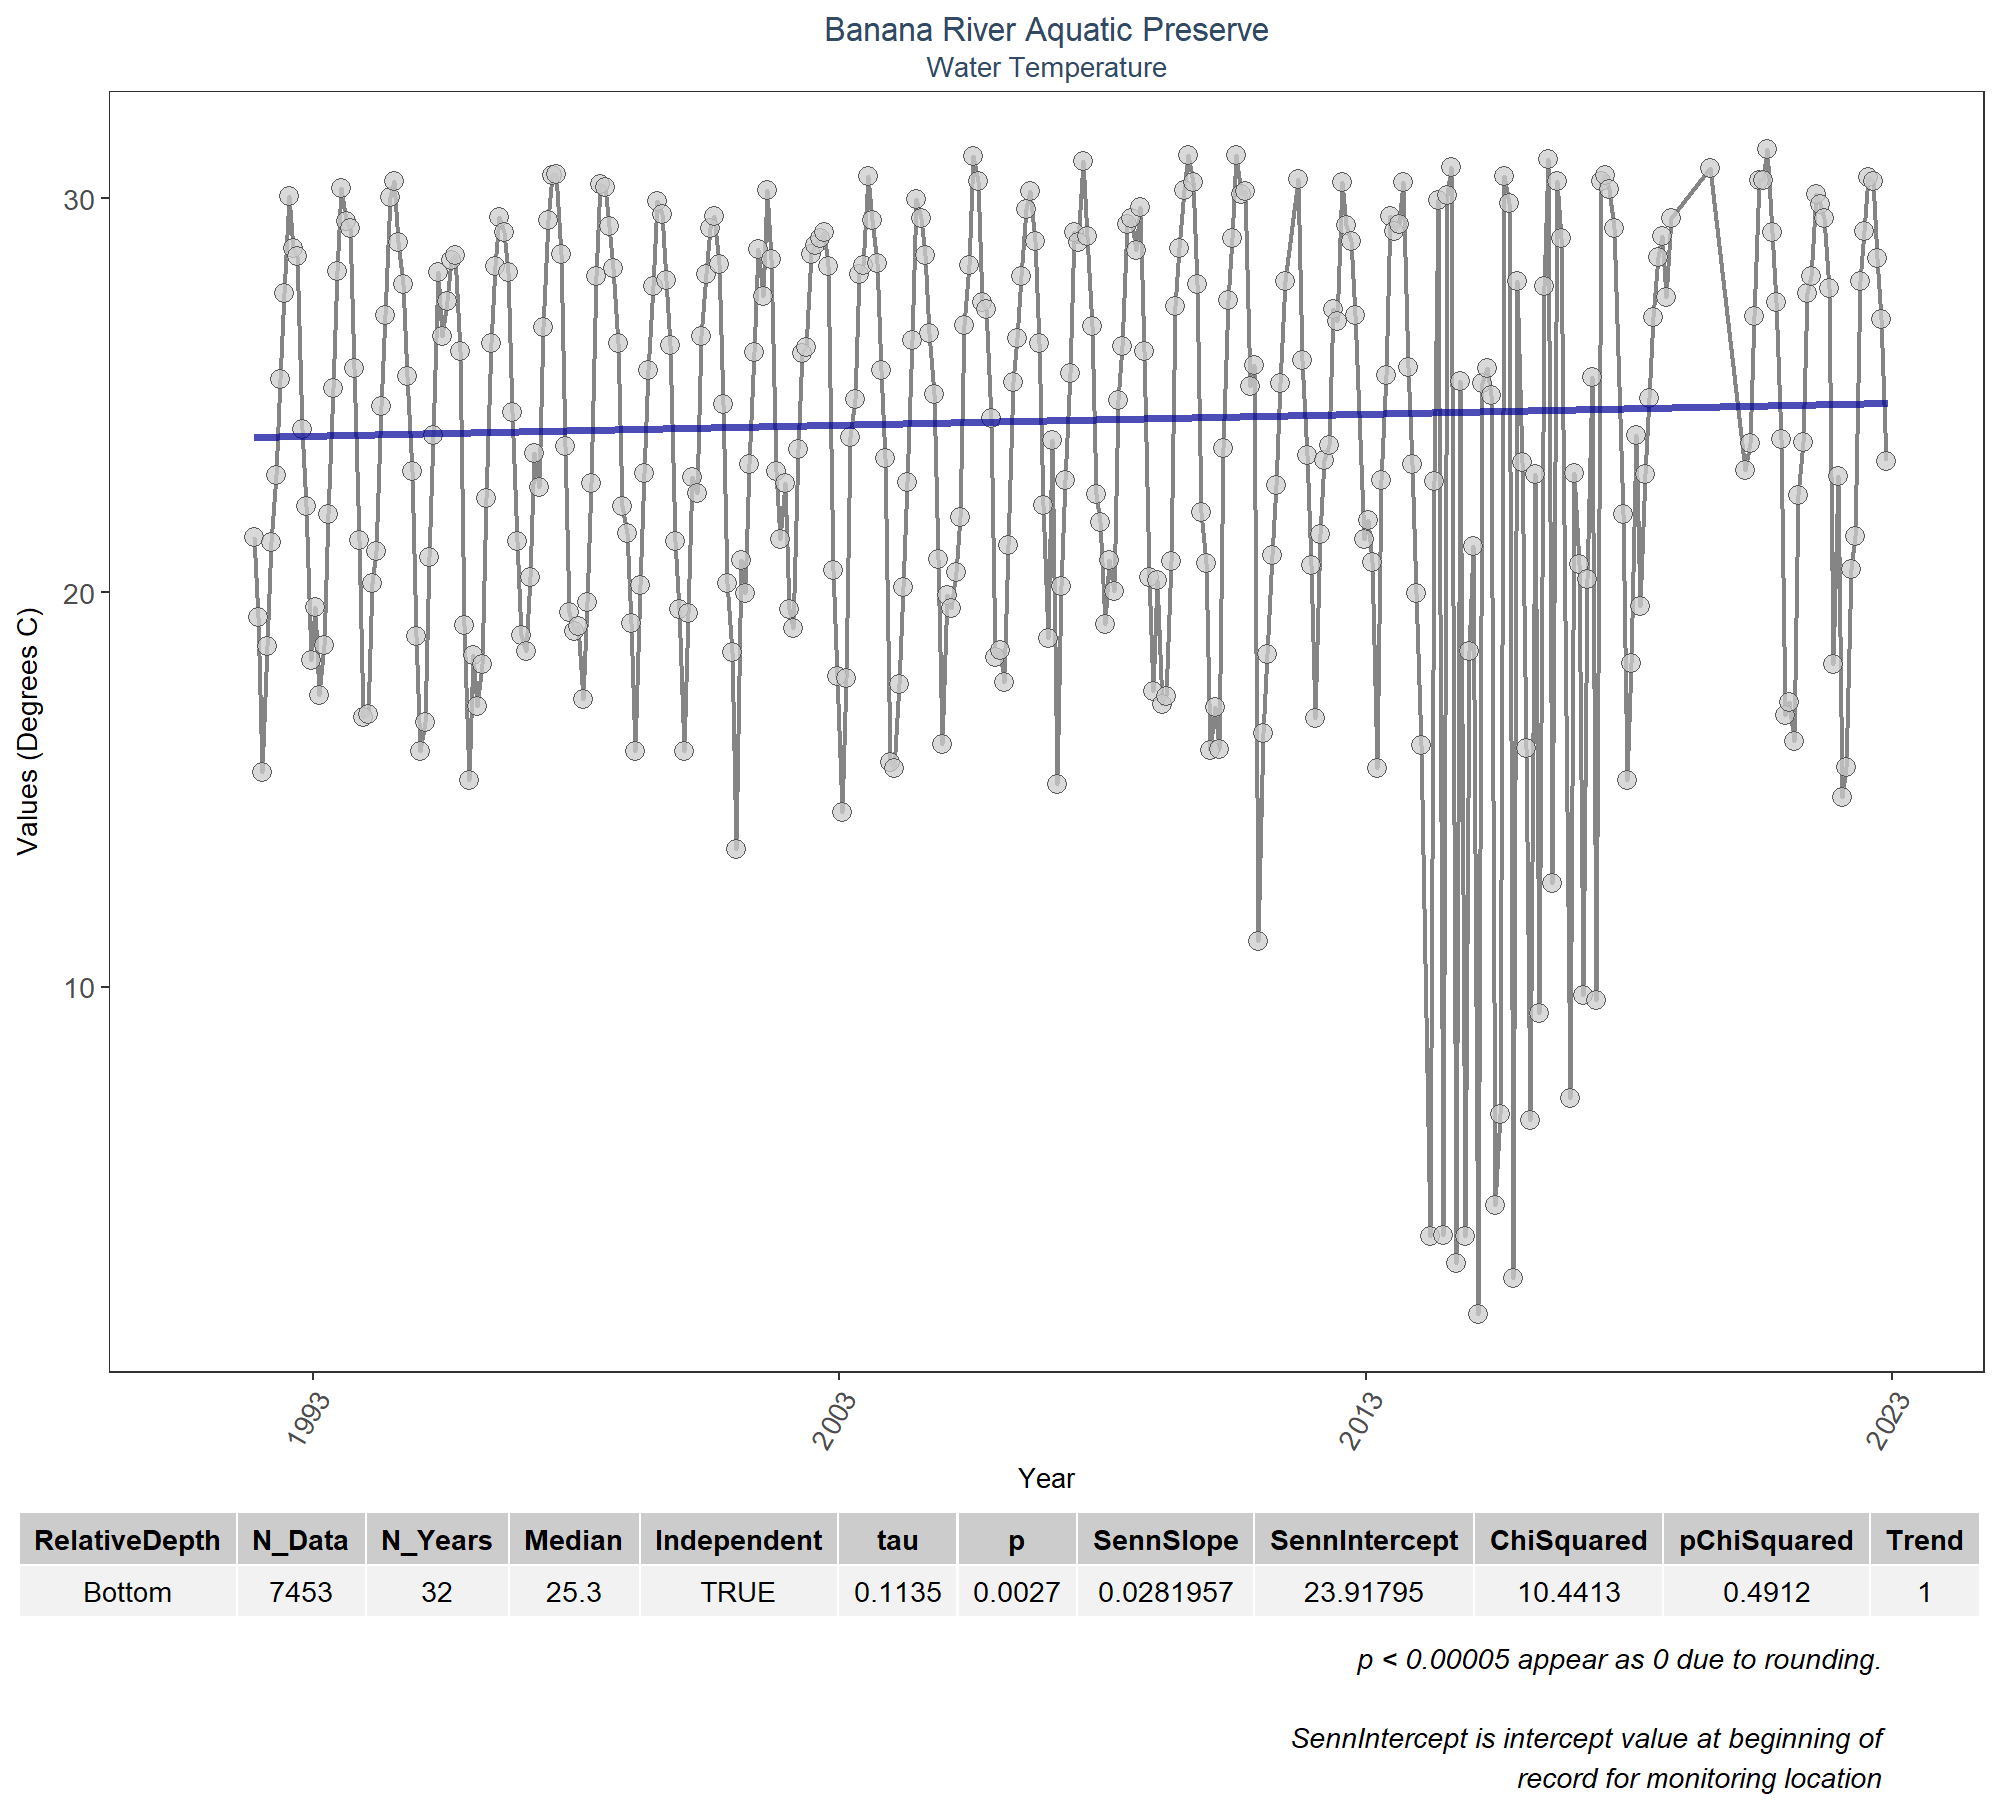 Banana River Aquatic Preserve
Water Temperature
Values (Degrees C)
30
20
10
1993
2003
2013
2023
Year
RelativeDepth N_Data N_Years Median Independent tau p SennSlope SennIntercept ChiSquared pChiSquared Trend
Bottom 7453 32 25.3 TRUE 0.1135 0.0027 0.0281957 23.91795 10.4413 0.4912 1
p < 0.00005 appear as 0 due to rounding.
SennIntercept is intercept value at beginning of
record for monitoring location